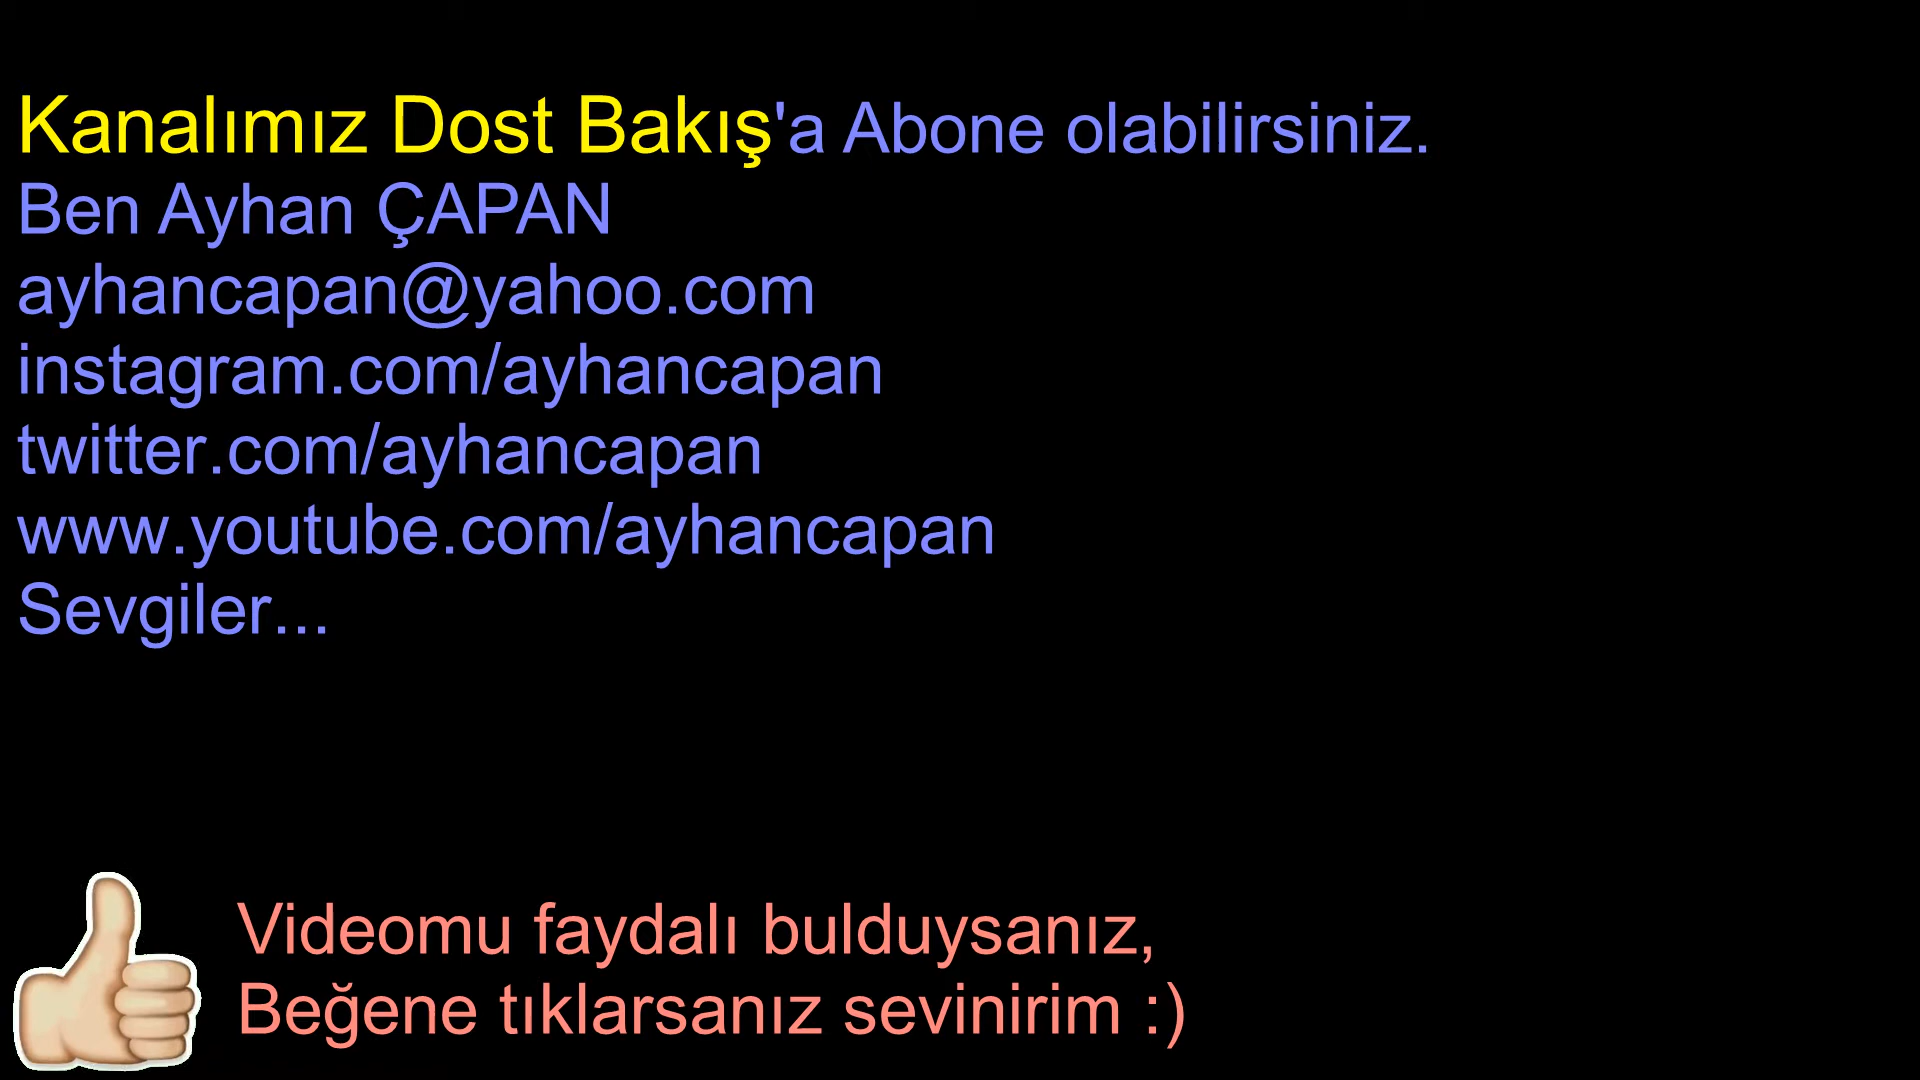 Kanalımız Dost Bakış'a Abone olabilirsiniz.
Ben Ayhan ÇAPAN
ayhancapan@yahoo.com
instagram.com/ayhancapan
twitter.com/ayhancapan
www.youtube.com/ayhancapan
Sevgiler...
Videomu faydalı bulduysanız,
Beğene tıklarsanız sevinirim :)